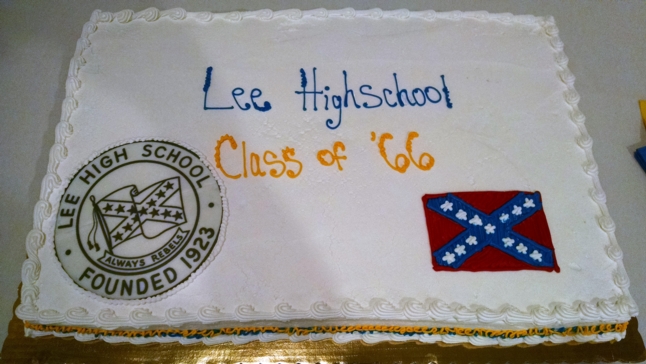 Lee Highschool
Class of '66
LEE HIGH SCHOOL
ALWAYS REBELS
FOUNDED 1923